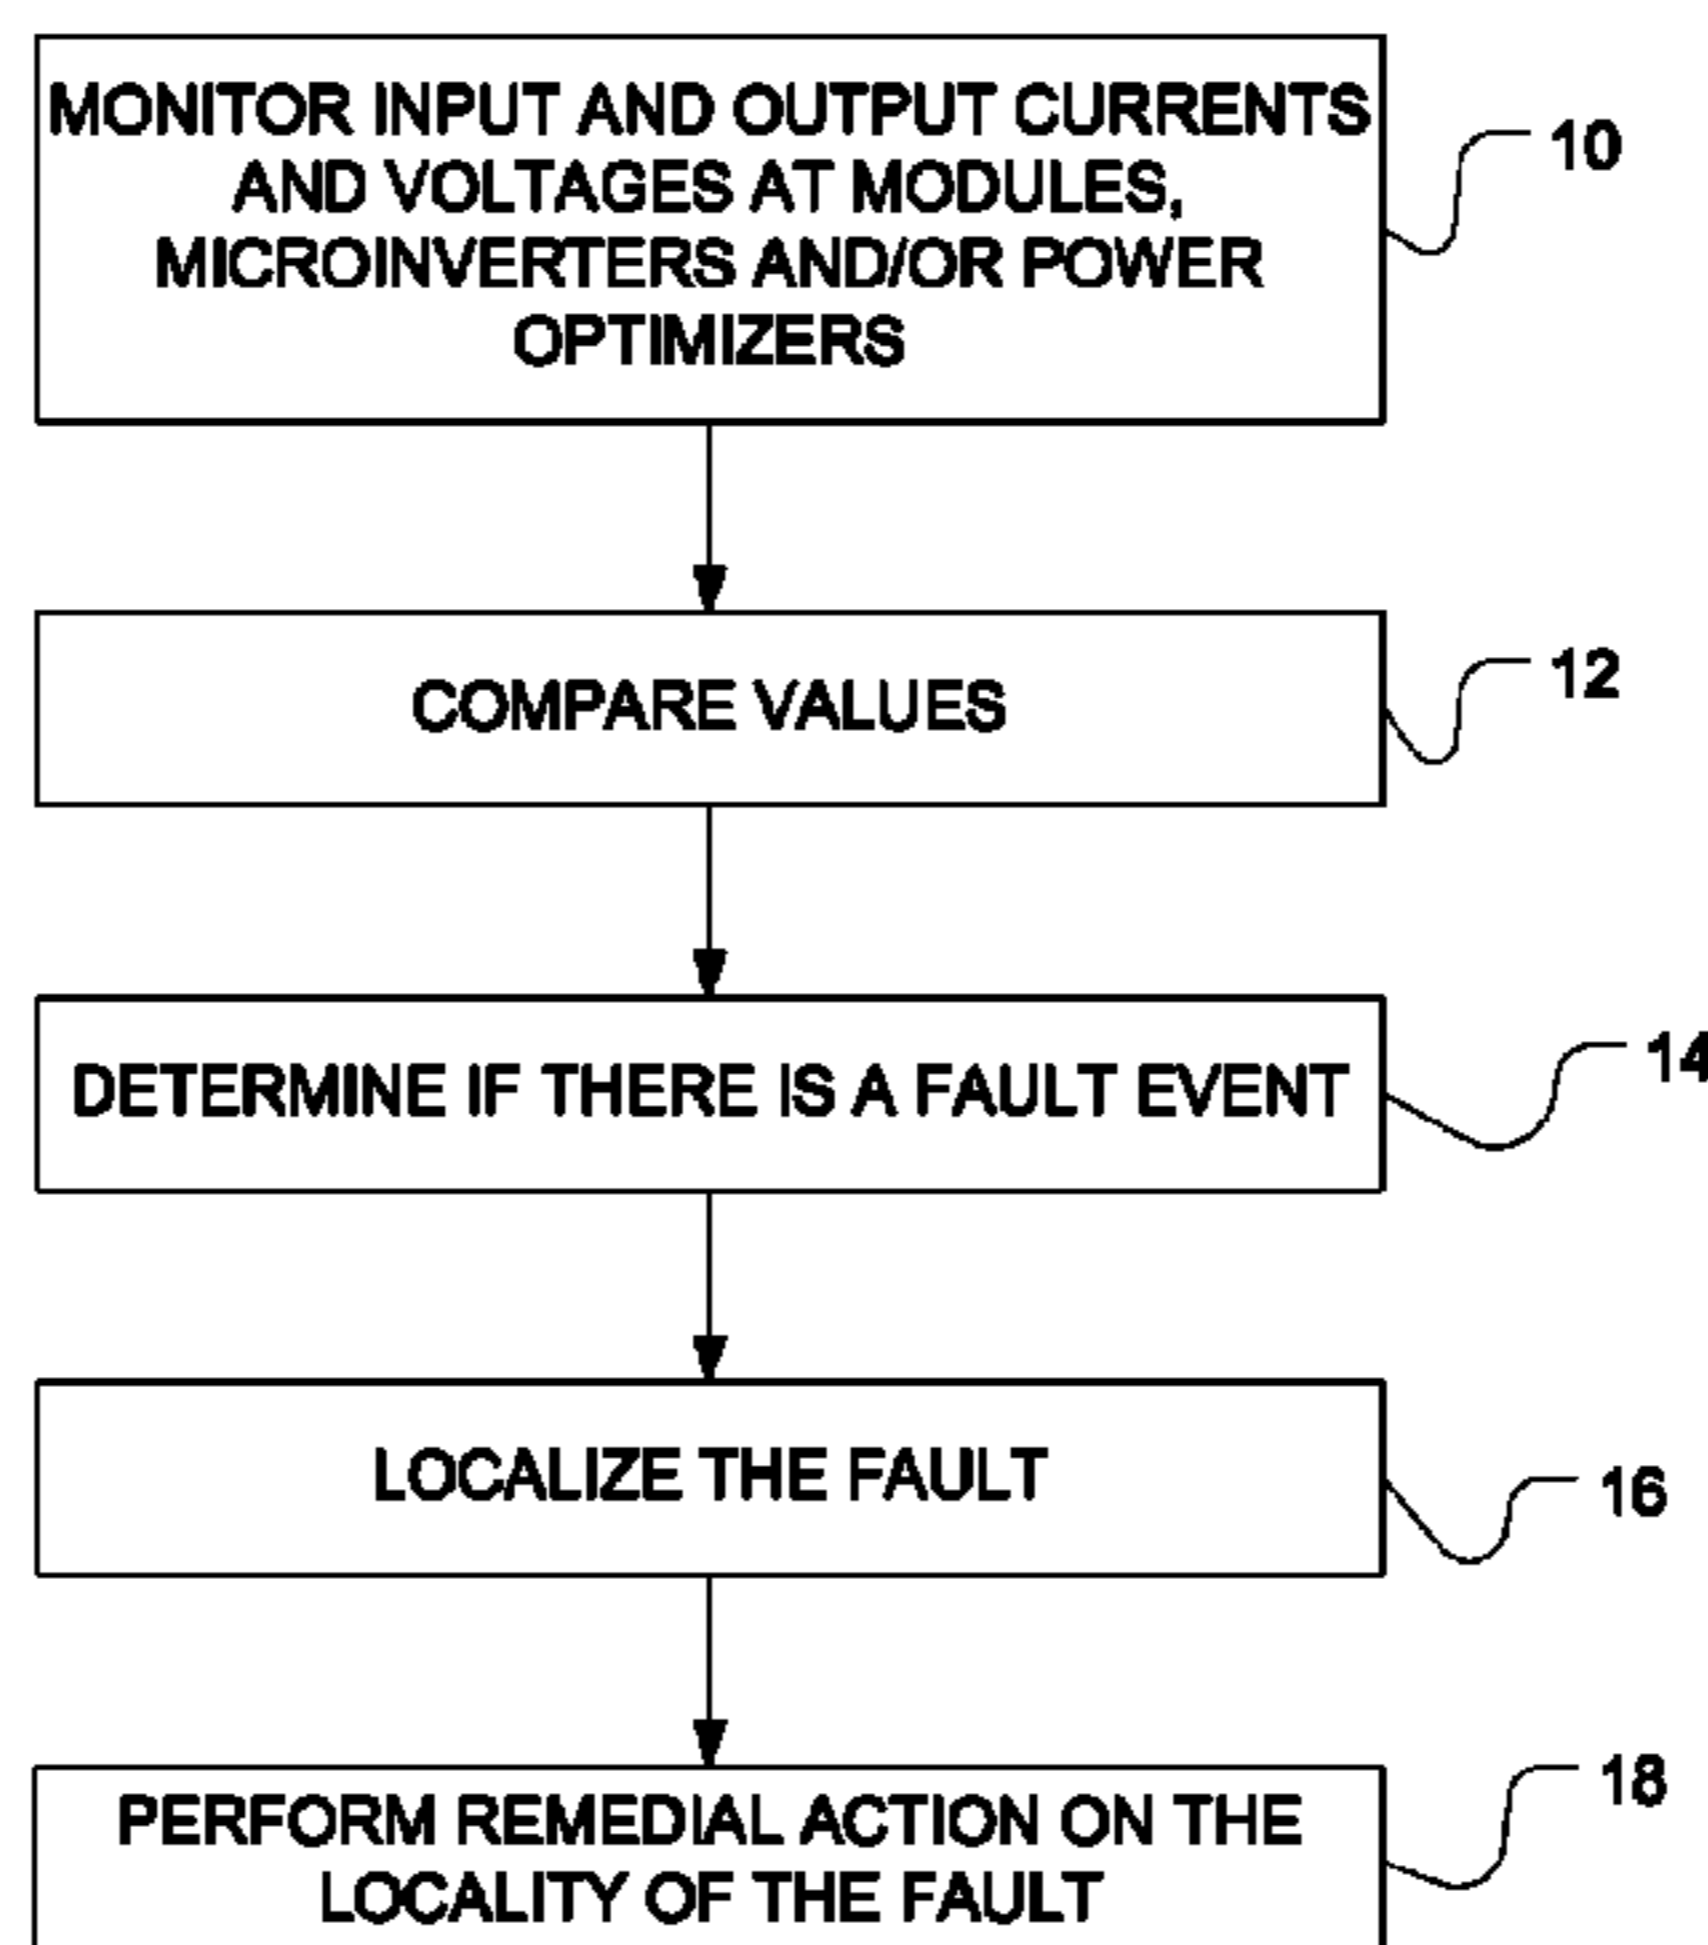 MONITOR INPUT AND OUTPUT CURRENTS
AND VOLTAGES AT MODULES,
MICROINVERTERS AND/OR POWER
OPTIMIZERS
10
COMPARE VALUES
12
DETERMINE IF THERE IS A FAULT EVENT
14
LOCALIZE THE FAULT
16
PERFORM REMEDIAL ACTION ON THE
LOCALITY OF THE FAULT
18